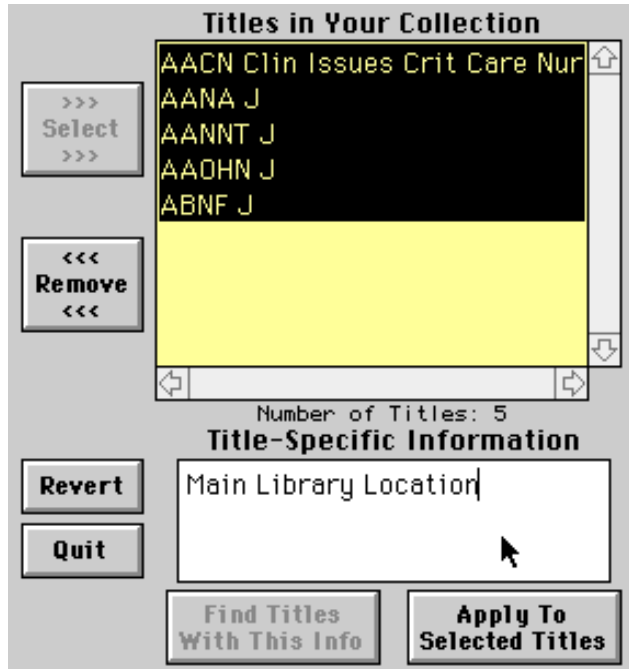 Titles in Your Collection
AACN Clin Issues Crit Care Nur
AANA J
AANNT J
AAOHN J
ABNF J
>>>
Select
>>>
<<<
Remove
<<<
Number of Titles: 5
Title-Specific Information
Main Library Location
Revert
Quit
Find Titles
With This Info
Apply To
Selected Titles